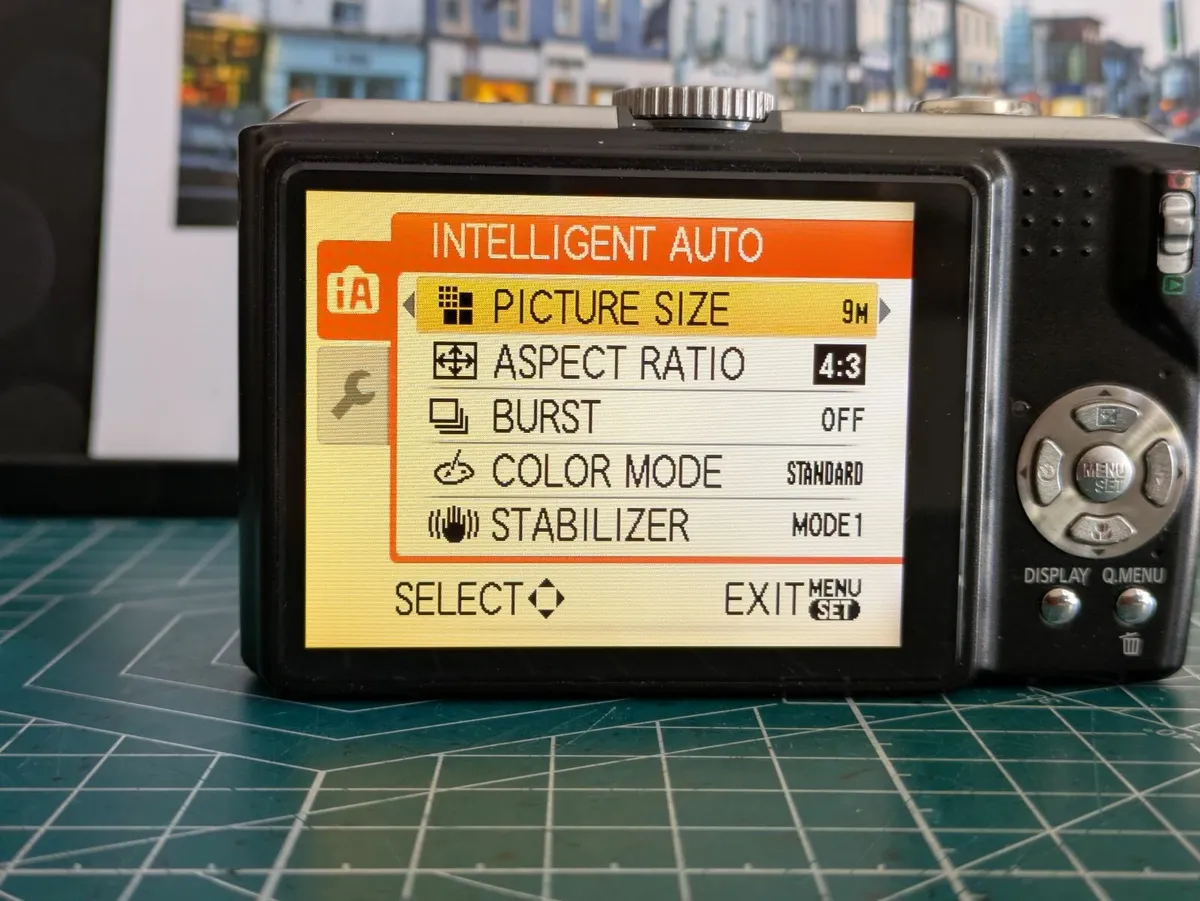 INTELLIGENT AUTO
iA
PICTURE SIZE 9M
ASPECT RATIO 4:3
BURST OFF
COLOR MODE STANDARD
STABILIZER MODE1
SELECT EXIT MENU SET
MENU SET
DISPLAY Q.MENU